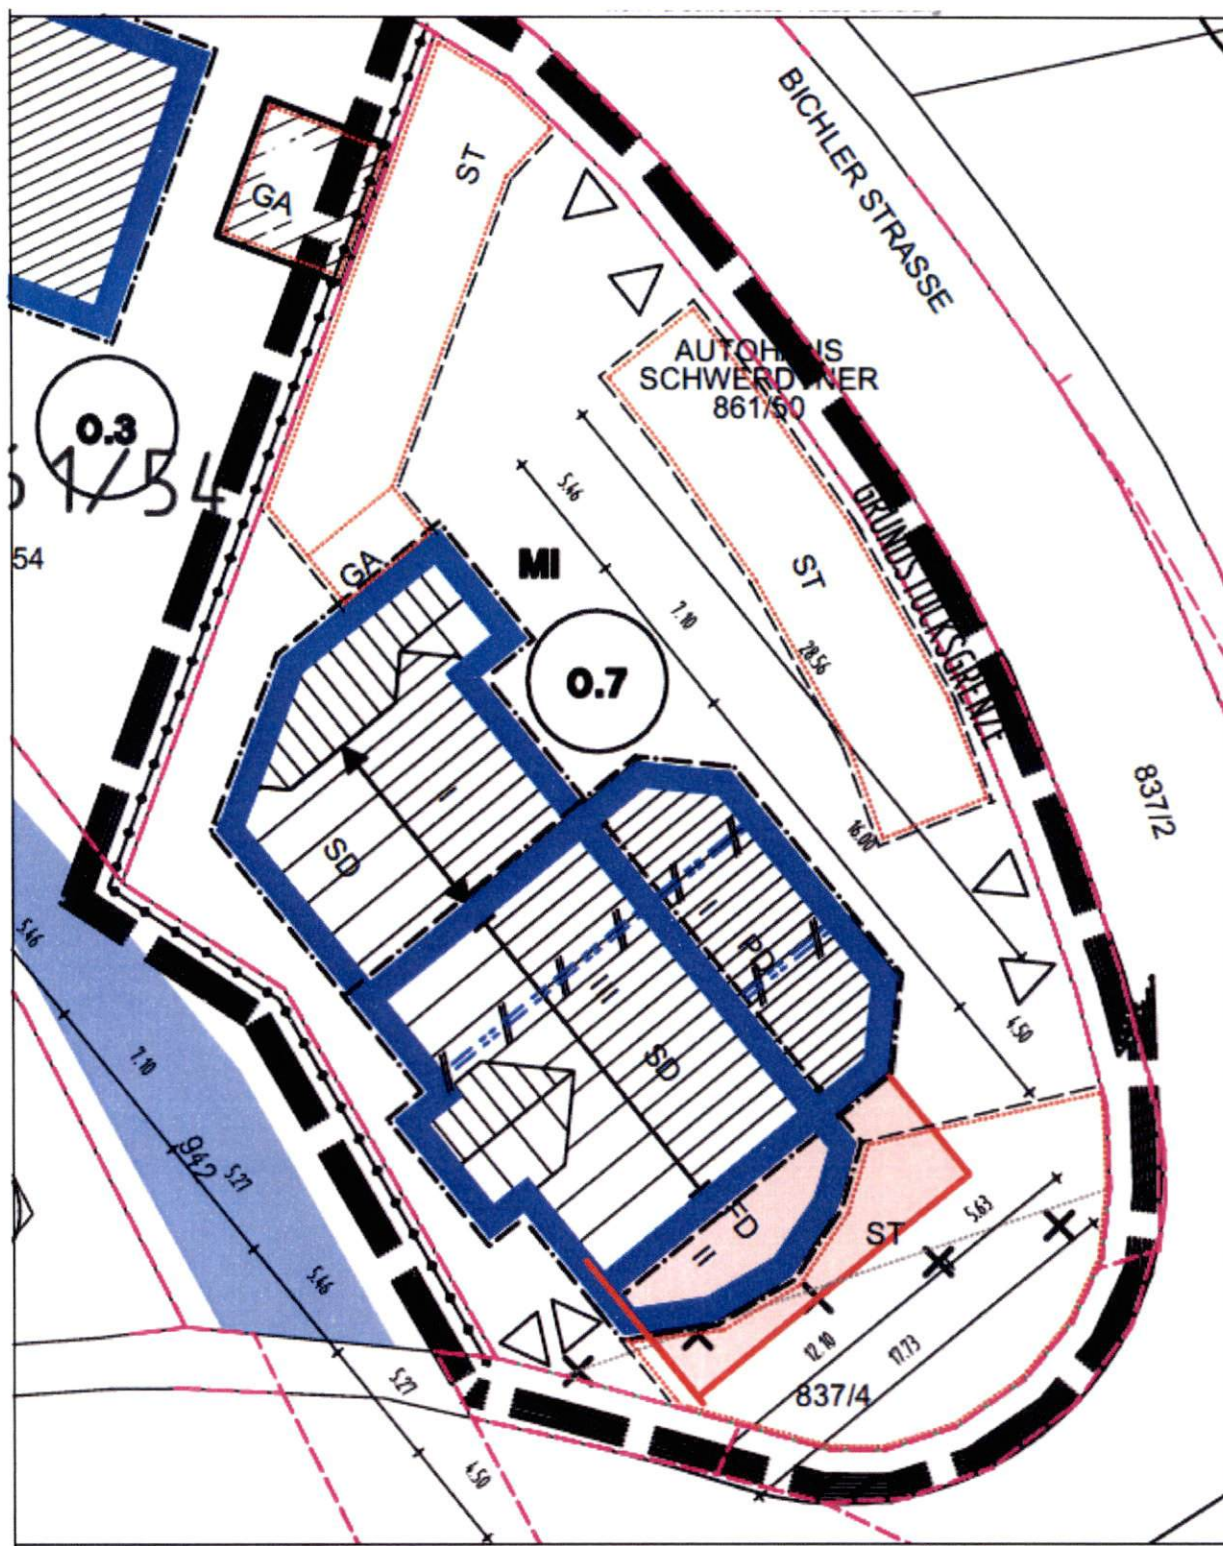 ST
BICHLER STRASSE
GA
AUTOHAUS
SCHWERDTNER
861/50
0.3
61/54
54
5.46
GRUNDSTÜCKSGRENZE
GA
MI
ST
7.10
0.7
28.56
837/2
I
SD
16.00
5.46
II
PD
III
4.50
7.10
SD
942
5.27
FD
II
ST
5.63
5.46
12.10
17.73
5.27
837/4
4.50